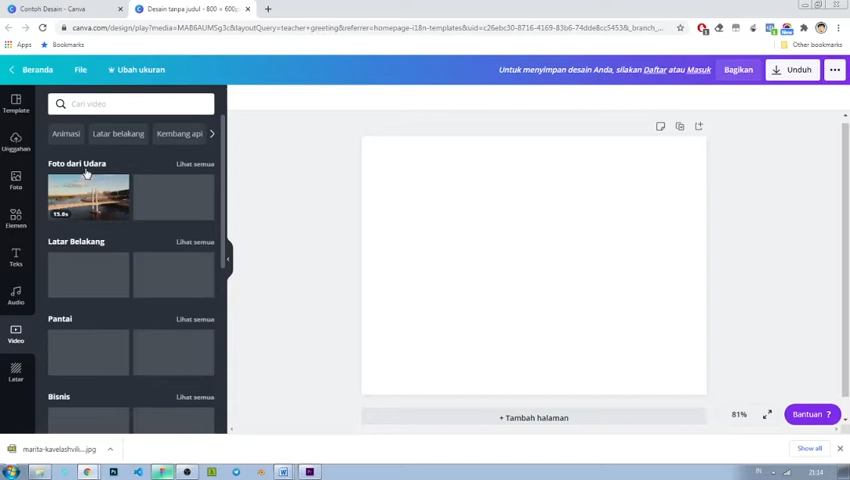 Contoh Desain - Canva
Desain tanpa judul - 800 × 600
canva.com/design/play?media=MAB6AUMSg3c&layoutQuery=teacher+greeting&referrer=homepage-i18n-templates&uid=c26e8031-8716-4169-83b6-74dde8cc5453&_branch_
Apps
Bookmarks
Other bookmarks
Beranda
File
Ubah ukuran
Untuk menyimpan desain Anda, silakan Daftar atau Masuk
Bagikan
Unduh
Template
Unggahan
Foto
Elemen
Teks
Audio
Video
Latar
Cari video
Animasi
Latar belakang
Kembang api
Foto dari Udara
Lihat semua
15.0s
Latar Belakang
Lihat semua
Pantai
Lihat semua
Bisnis
Lihat semua
+ Tambah halaman
81%
Bantuan ?
marita-kavelashvili....jpg
Show all
IN
21:14